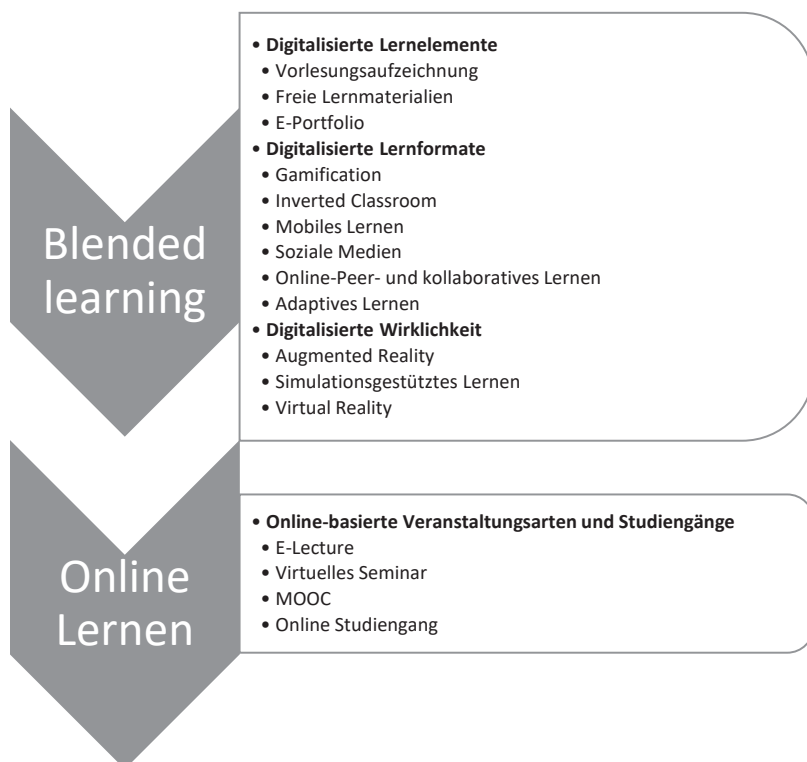 Blended
learning
• Digitalisierte Lernelemente
• Vorlesungsaufzeichnung
• Freie Lernmaterialien
• E-Portfolio
• Digitalisierte Lernformate
• Gamification
• Inverted Classroom
• Mobiles Lernen
• Soziale Medien
• Online-Peer- und kollaboratives Lernen
• Adaptives Lernen
• Digitalisierte Wirklichkeit
• Augmented Reality
• Simulationsgestütztes Lernen
• Virtual Reality
Online
Lernen
• Online-basierte Veranstaltungsarten und Studiengänge
• E-Lecture
• Virtuelles Seminar
• MOOC
• Online Studiengang